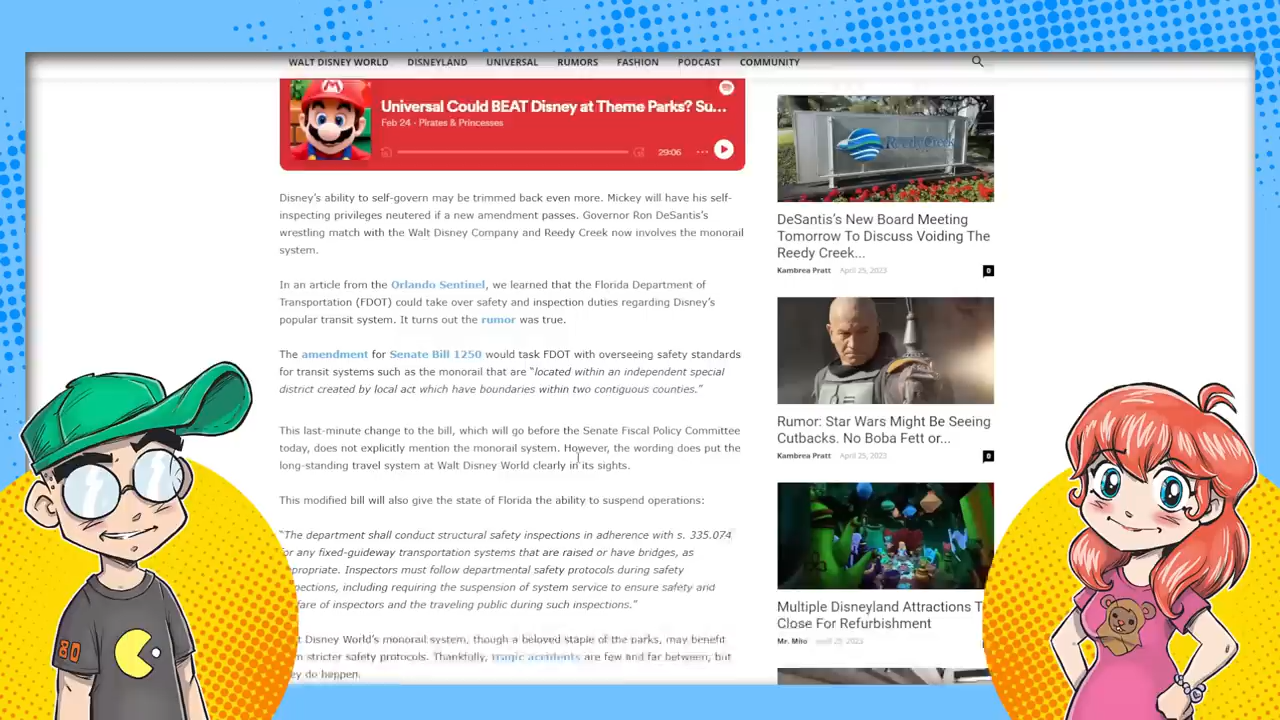 WALT DISNEY WORLD DISNEYLAND UNIVERSAL RUMORS FASHION PODCAST COMMUNITY
Universal Could BEAT Disney at Theme Parks? Su...
Feb 24 · Pirates & Princesses
29:06
Disney's ability to self-govern may be trimmed back even more. Mickey will have his self-
inspecting privileges neutered if a new amendment passes. Governor Ron DeSantis's
wrestling match with the Walt Disney Company and Reedy Creek now involves the monorail
system.
In an article from the Orlando Sentinel, we learned that the Florida Department of
Transportation (FDOT) could take over safety and inspection duties regarding Disney's
popular transit system. It turns out the rumor was true.
The amendment for Senate Bill 1250 would task FDOT with overseeing safety standards
for transit systems such as the monorail that are "located within an independent special
district created by local act which have boundaries within two contiguous counties."
This last-minute change to the bill, which will go before the Senate Fiscal Policy Committee
today, does not explicitly mention the monorail system. However, the wording does put the
long-standing travel system at Walt Disney World clearly in its sights.
This modified bill will also give the state of Florida the ability to suspend operations:
"The department shall conduct structural safety inspections in adherence with s. 335.074
for any fixed-guideway transportation systems that are raised or have bridges, as
propriate. Inspectors must follow departmental safety protocols during safety
pections, including requiring the suspension of system service to ensure safety and
fare of inspectors and the traveling public during such inspections."
t Disney World's monorail system, though a beloved staple of the parks, may benefit
m stricter safety protocols. Thankfully, tragic accidents are few and far between, but
ey do happen.
Reedy Creek
DeSantis's New Board Meeting
Tomorrow To Discuss Voiding The
Reedy Creek...
Kambrea Pratt April 25, 2023 0
Rumor: Star Wars Might Be Seeing
Cutbacks. No Boba Fett or...
Kambrea Pratt April 25, 2023 0
Multiple Disneyland Attractions T
Close For Refurbishment
Mr. Milo 2023
80